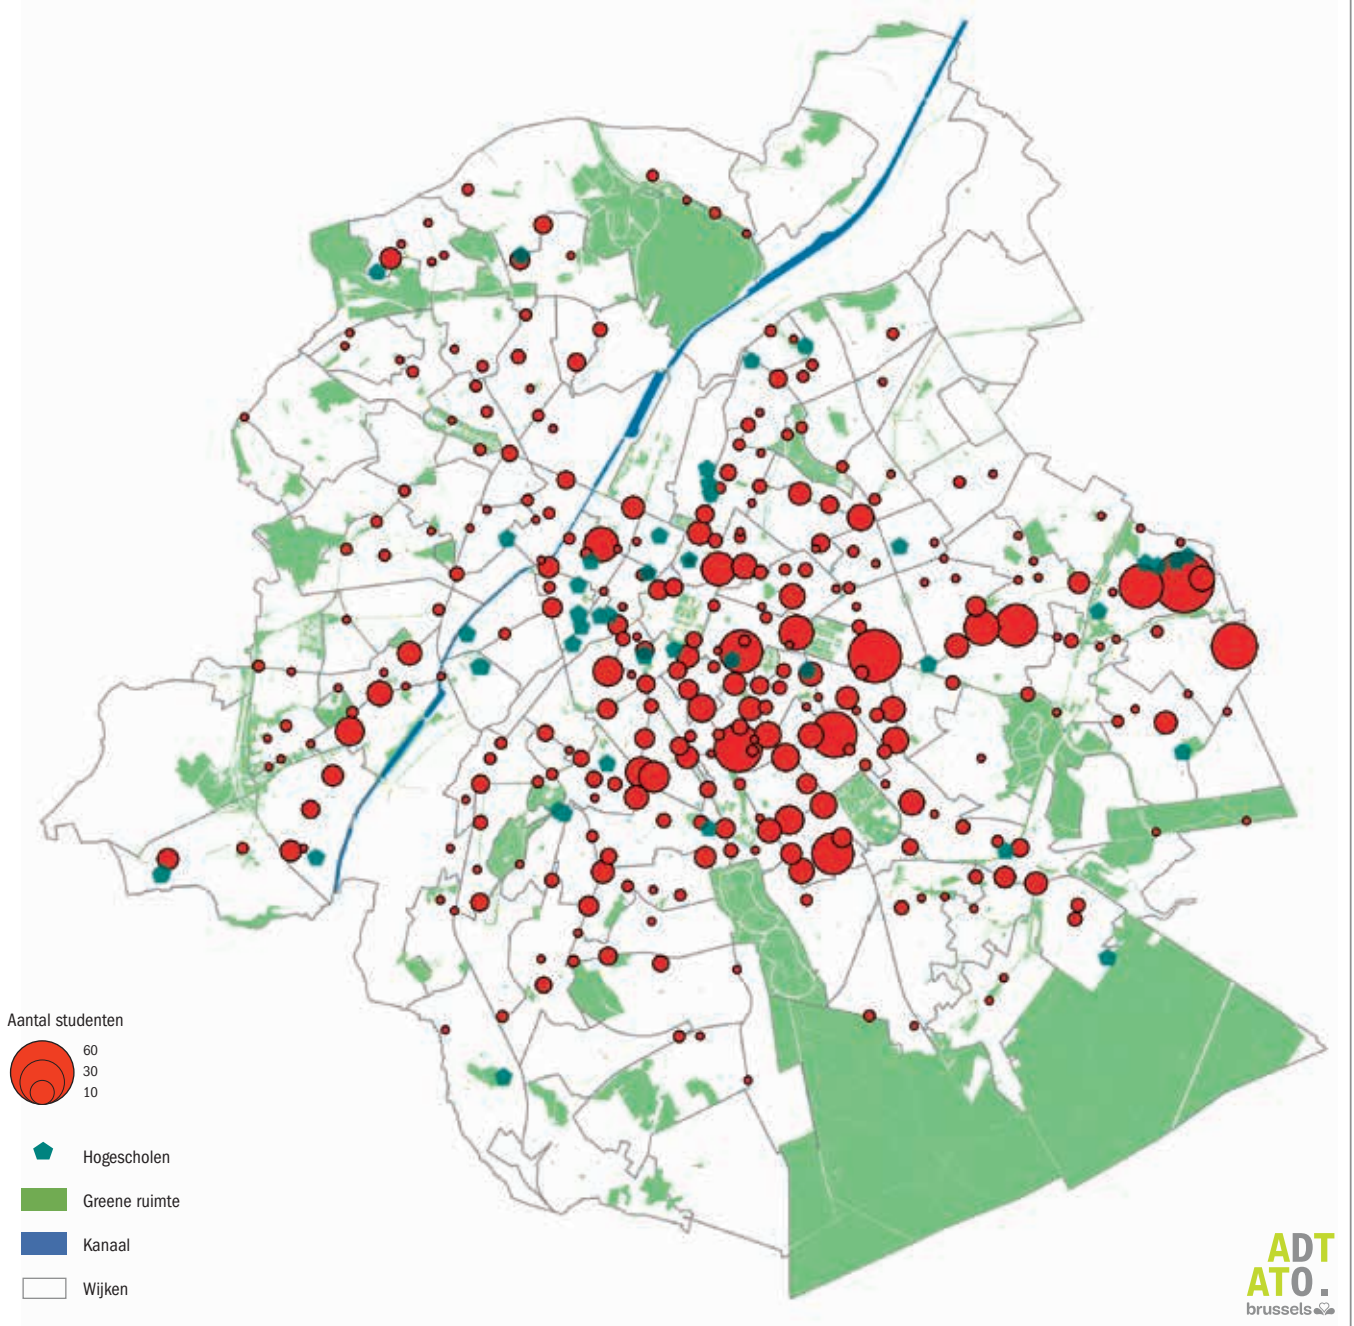 Aantal studenten
60
30
10
Hogescholen
Greene ruimte
Kanaal
Wijken
ADT
ATO.
brussels